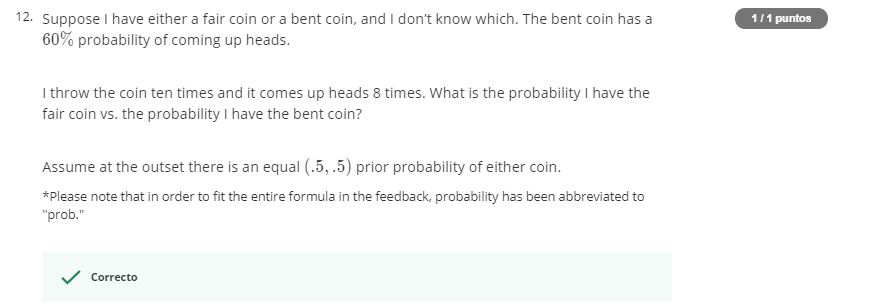 12. Suppose I have either a fair coin or a bent coin, and I don't know which. The bent coin has a
1 / 1 puntos
60% probability of coming up heads.
I throw the coin ten times and it comes up heads 8 times. What is the probability I have the
fair coin vs. the probability I have the bent coin?
Assume at the outset there is an equal (.5, .5) prior probability of either coin.
*Please note that in order to fit the entire formula in the feedback, probability has been abbreviated to
"prob."
Correcto